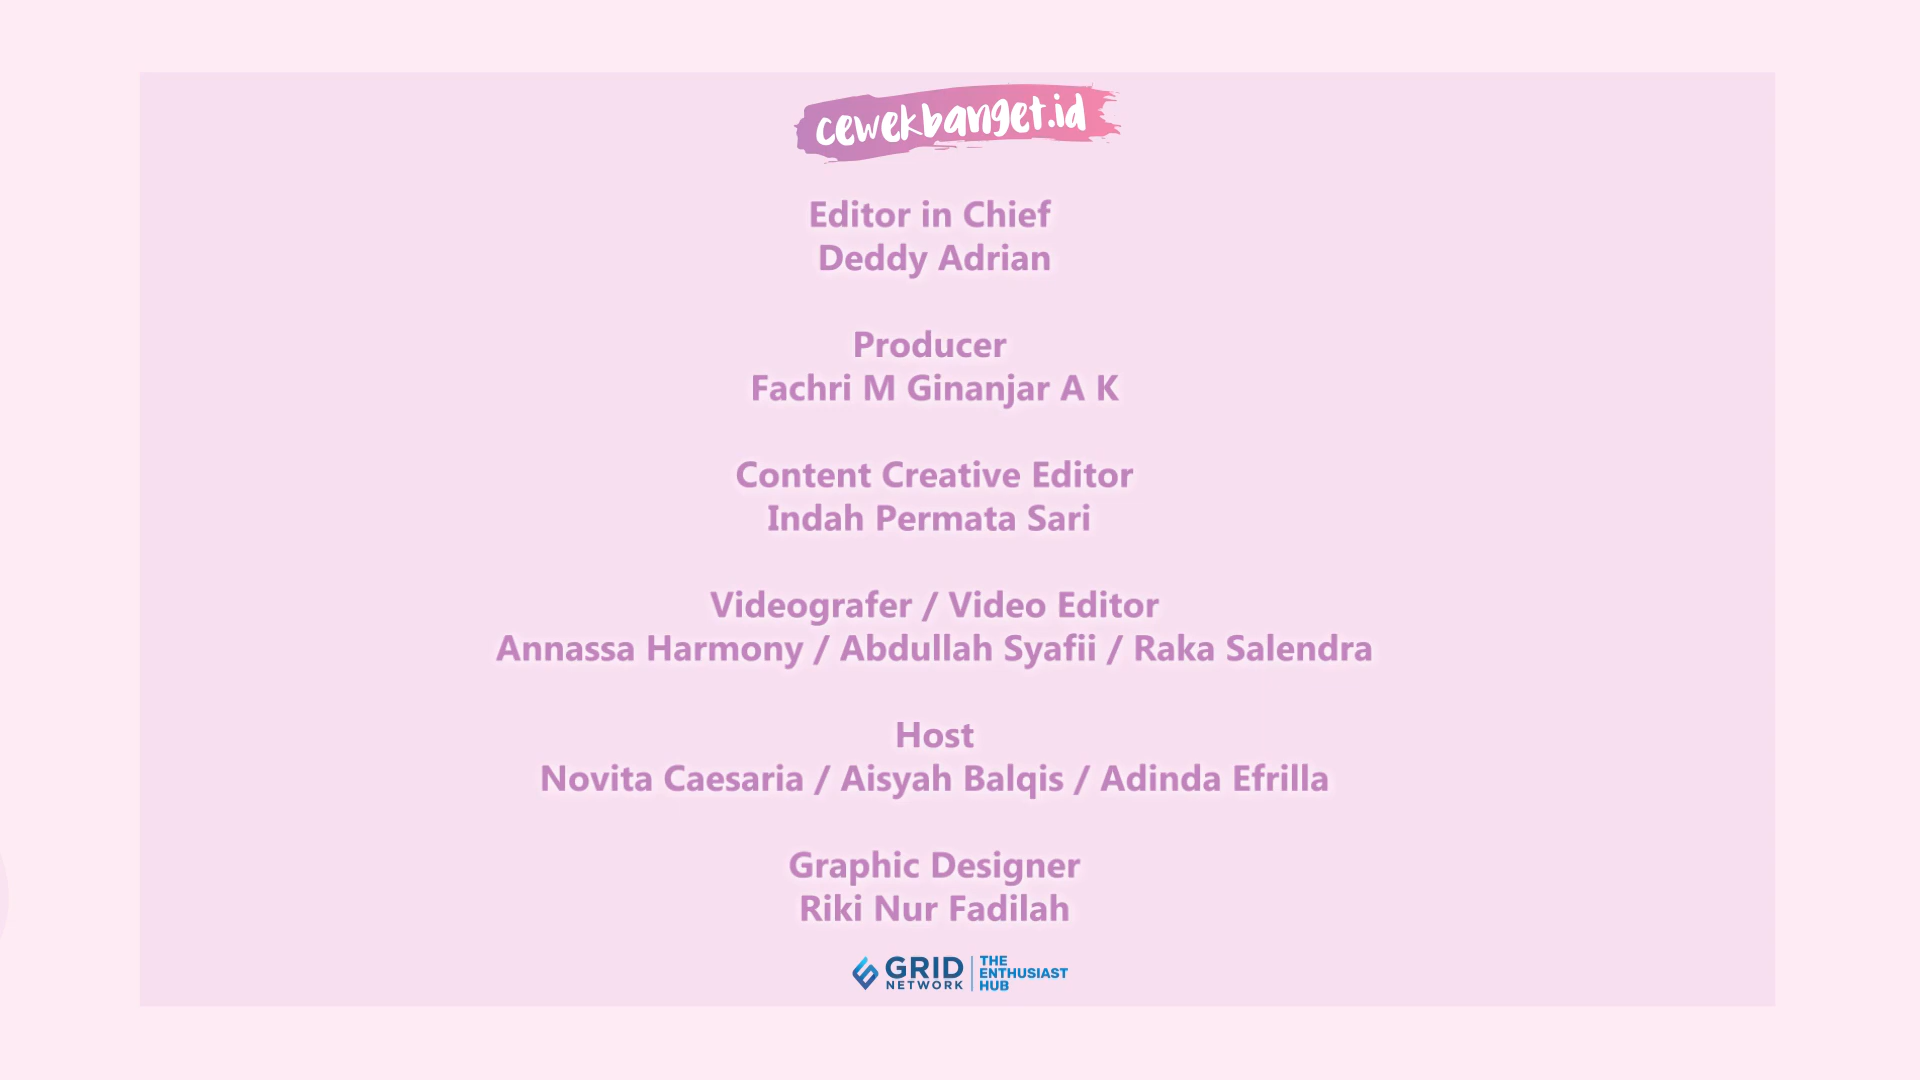 cewekbanget.id
Editor in Chief
Deddy Adrian
Producer
Fachri M Ginanjar A K
Content Creative Editor
Indah Permata Sari
Videografer / Video Editor
Annassa Harmony / Abdullah Syafii / Raka Salendra
Host
Novita Caesaria / Aisyah Balqis / Adinda Efrilla
Graphic Designer
Riki Nur Fadilah
GRID NETWORK
THE
ENTHUSIAST
HUB